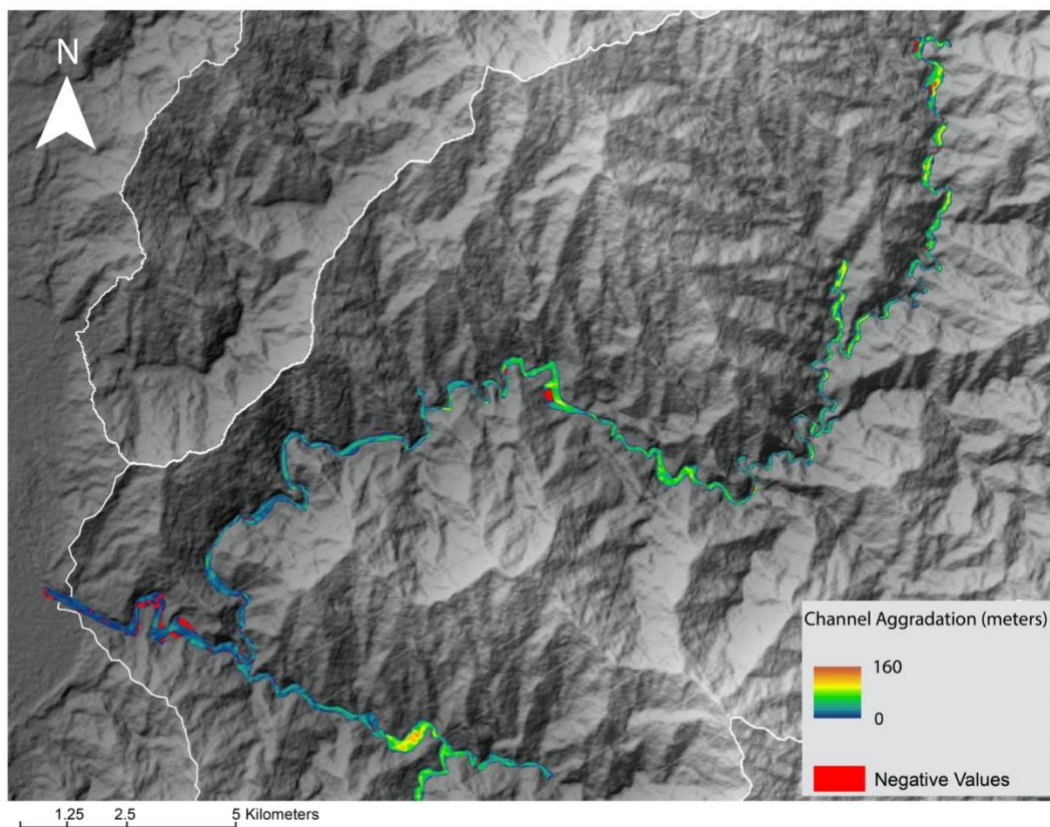 N
Channel Aggradation (meters)
160
0
Negative Values
1.25 2.5 5 Kilometers